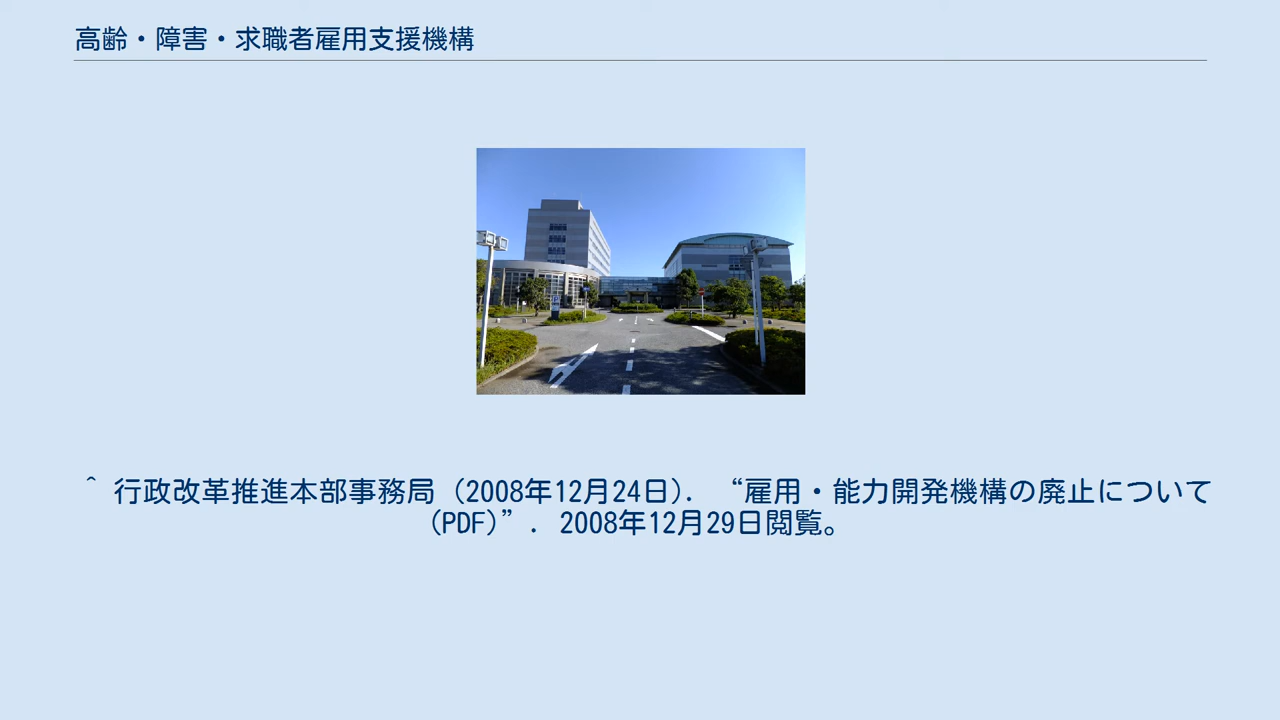 高齢・障害・求職者雇用支援機構
^ 行政改革推進本部事務局 (2008年12月24日). “雇用・能力開発機構の廃止について
(PDF)”. 2008年12月29日閲覧。